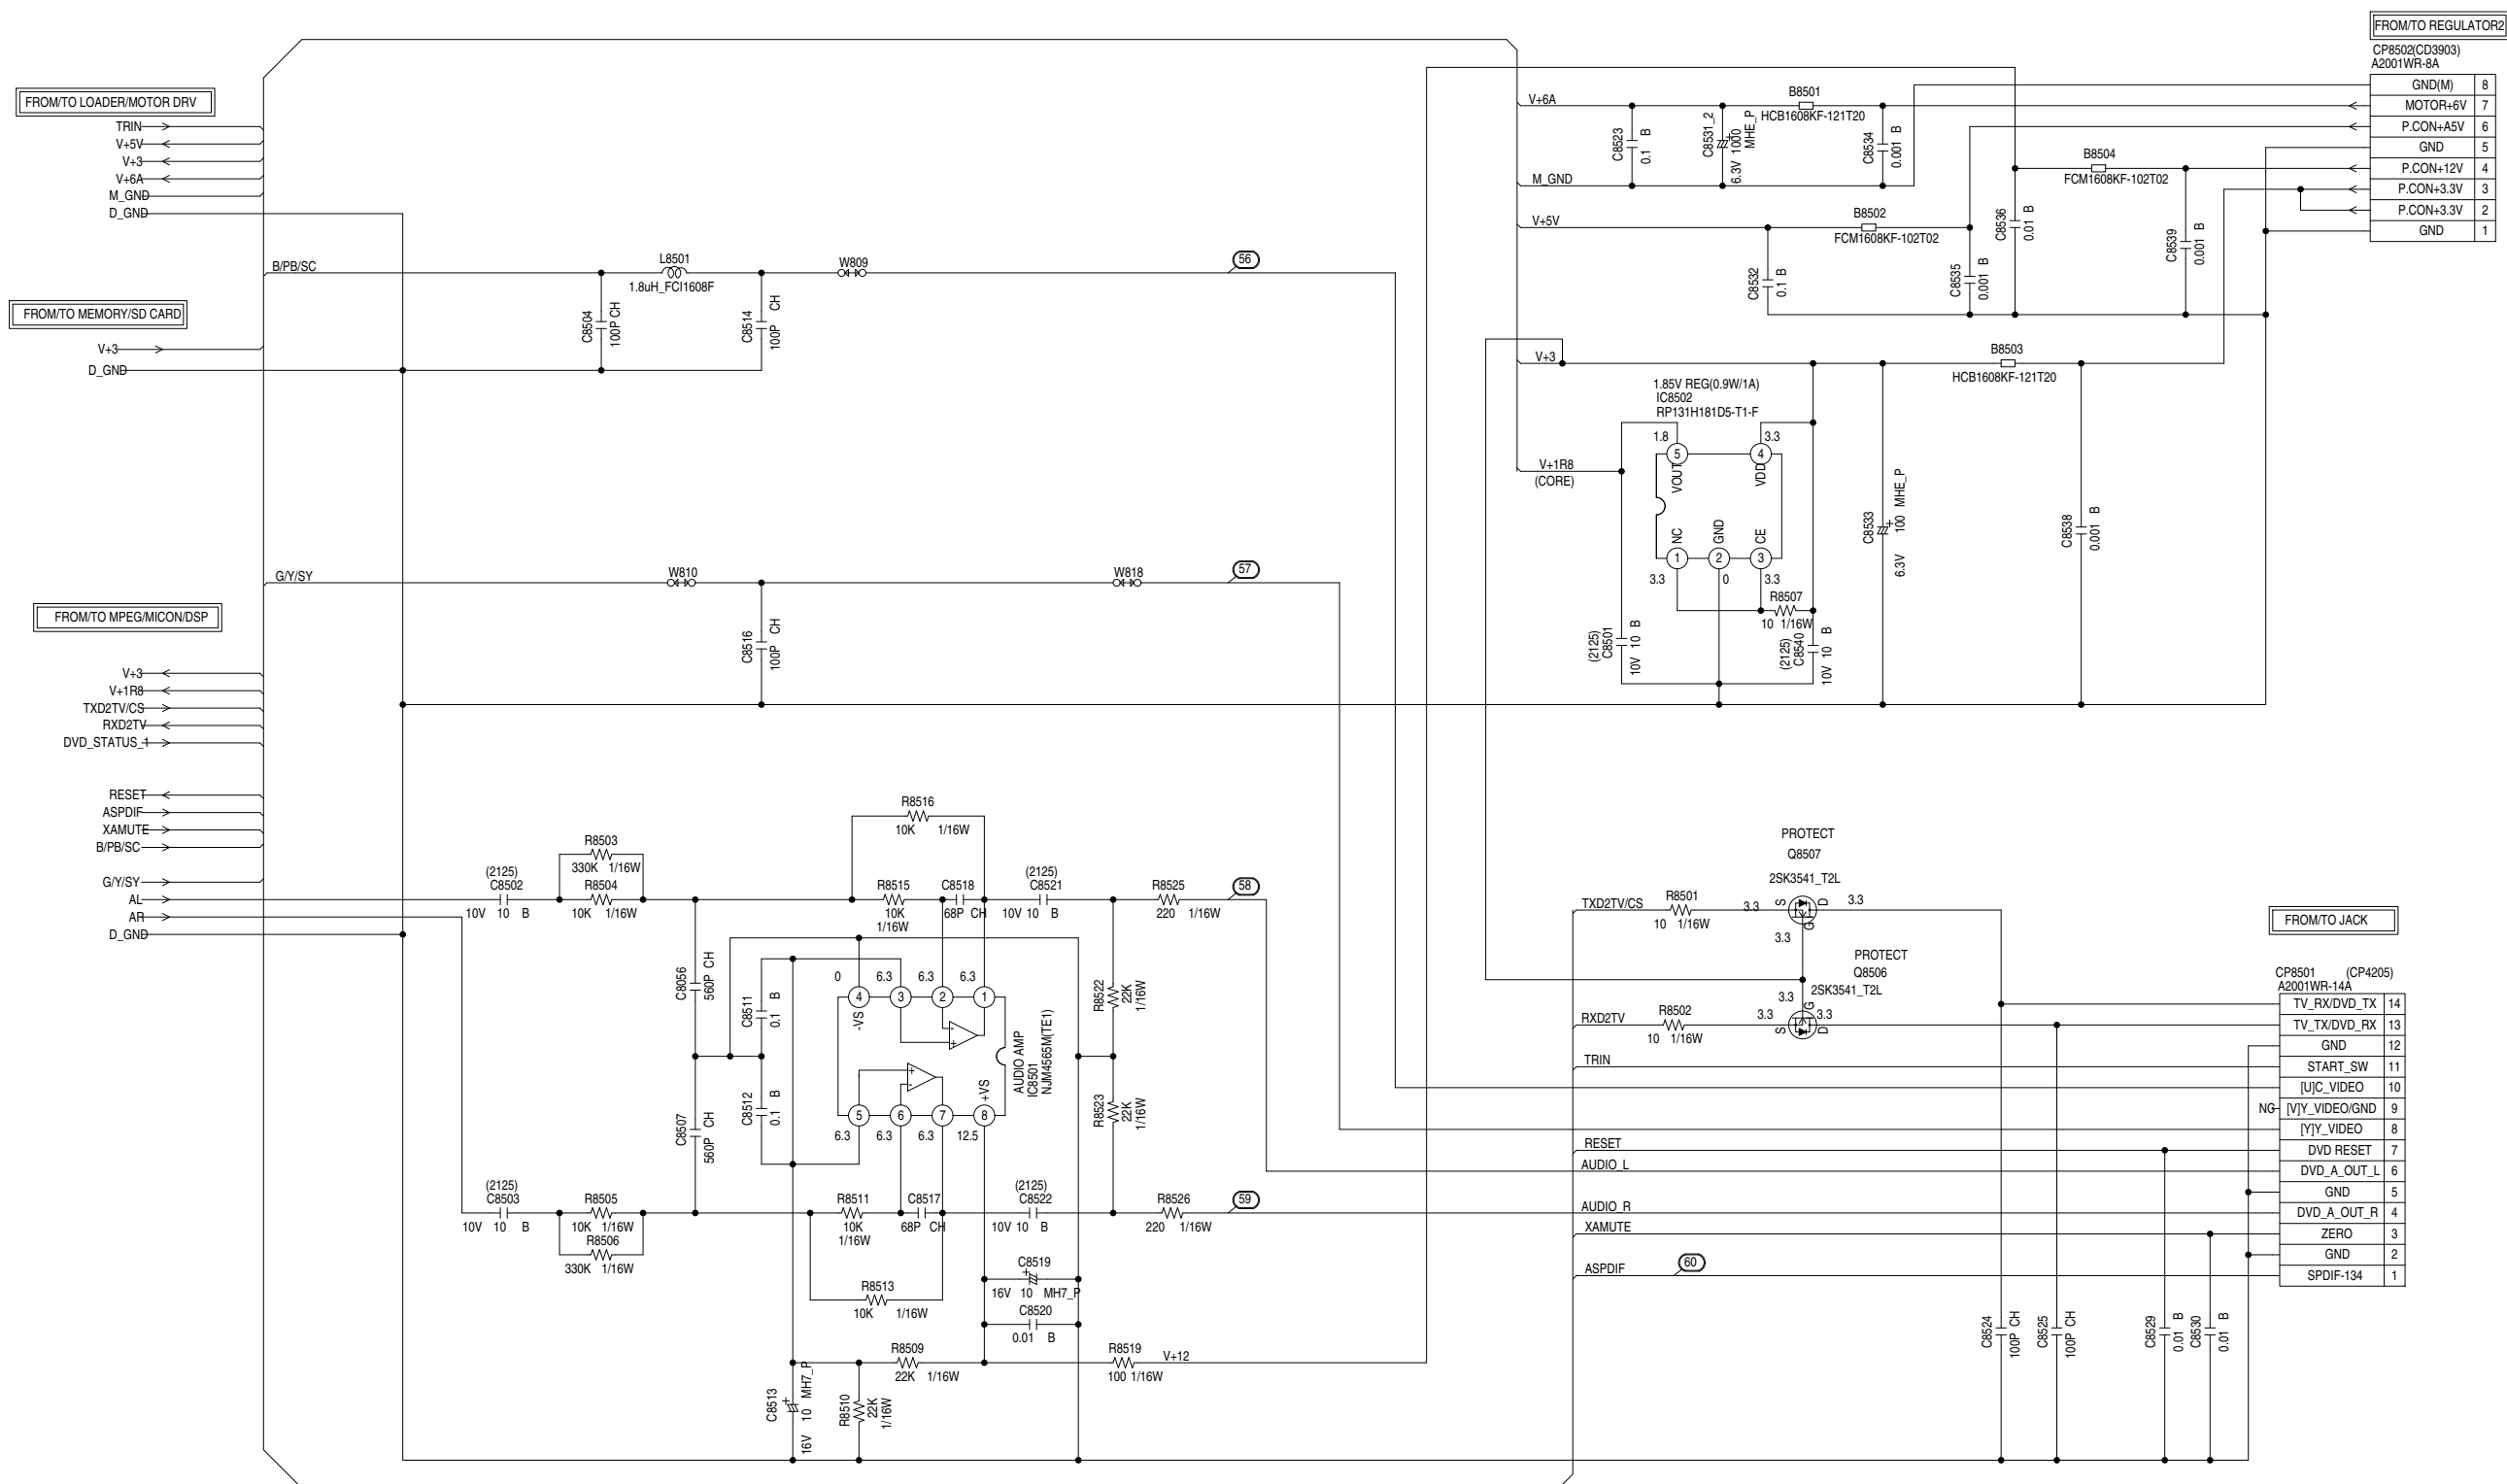 FROM/TO REGULATOR2
CP8502(CD3903)
A2001WR-8A
GND(M) 8
MOTOR+6V 7
P.CON+A5V 6
GND 5
P.CON+12V 4
P.CON+3.3V 3
P.CON+3.3V 2
GND 1
FROM/TO LOADER/MOTOR DRV
TRIN
V+5V
V+3
V+6A
M_GND
D_GND
V+6A
C8523
0.1 B
C8531_2
6.3V 1000
MHE_P
B8501
HCB1608KF-121T20
C8534
0.001 B
M_GND
V+5V
B8502
FCM1608KF-102T02
C8532
0.1 B
C8535
0.001 B
C8536
0.01 B
B8504
FCM1608KF-102T02
C8539
0.001 B
B/PB/SC
L8501
1.8uH_FCI1608F
W809
56
C8504
100P CH
C8514
100P CH
FROM/TO MEMORY/SD CARD
V+3
D_GND
V+3
B8503
HCB1608KF-121T20
1.85V REG(0.9W/1A)
IC8502
RP131H181D5-T1-F
1.8
3.3
5
4
VOUT
VDD
V+1R8
(CORE)
NC
GND
CE
1
2
3
3.3
0
3.3
R8507
10 1/16W
(2125)
C8501
10V 10 B
(2125)
C8540
10V 10 B
C8533
6.3V 100 MHE_P
C8538
0.001 B
G/Y/SY
W810
W818
57
C8516
100P CH
FROM/TO MPEG/MICON/DSP
V+3
V+1R8
TXD2TV/CS
RXD2TV
DVD_STATUS_1
RESET
ASPDIF
XAMUTE
B/PB/SC
G/Y/SY
AL
AR
D_GND
R8516
10K 1/16W
R8503
330K 1/16W
(2125)
C8502
10V 10 B
R8504
10K 1/16W
R8515
10K
1/16W
C8518
68P CH
(2125)
C8521
10V 10 B
R8525
220 1/16W
58
C8056
560P CH
C8511
0.1 B
0
6.3
6.3
6.3
4
3
2
1
-VS
AUDIO AMP
IC8501
NJM4565M(TE1)
R8522
22K
1/16W
C8507
560P CH
C8512
0.1 B
+VS
5
6
7
8
6.3
6.3
6.3
12.5
R8523
22K
1/16W
(2125)
C8503
10V 10 B
R8505
10K 1/16W
R8506
330K 1/16W
R8511
10K
1/16W
C8517
68P CH
(2125)
C8522
10V 10 B
R8526
220 1/16W
59
R8513
10K 1/16W
C8519
16V 10 MH7_P
C8520
0.01 B
R8509
22K 1/16W
R8519
100 1/16W
V+12
C8513
16V 10 MH7_P
R8510
22K
1/16W
PROTECT
Q8507
2SK3541_T2L
TXD2TV/CS
R8501
10 1/16W
3.3
S
D
G
3.3
3.3
PROTECT
Q8506
2SK3541_T2L
3.3
G
RXD2TV
R8502
10 1/16W
3.3
S
D
3.3
TRIN
RESET
AUDIO_L
AUDIO_R
XAMUTE
ASPDIF
60
FROM/TO JACK
CP8501 (CP4205)
A2001WR-14A
TV_RX/DVD_TX 14
TV_TX/DVD_RX 13
GND 12
START_SW 11
[U]C_VIDEO 10
NC [V]Y_VIDEO/GND 9
[Y]Y_VIDEO 8
DVD RESET 7
DVD_A_OUT_L 6
GND 5
DVD_A_OUT_R 4
ZERO 3
GND 2
SPDIF-134 1
C8524
100P CH
C8525
100P CH
C8529
0.01 B
C8530
0.01 B